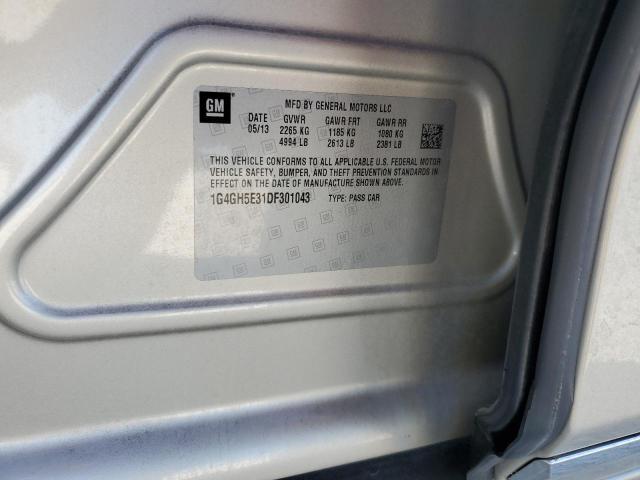 GM
MFD BY GENERAL MOTORS LLC
DATE GVWR GAWR FRT GAWR RR
05/13 2265 KG 1185 KG 1080 KG
4994 LB 2613 LB 2381 LB
THIS VEHICLE CONFORMS TO ALL APPLICABLE U.S. FEDERAL MOTOR
VEHICLE SAFETY, BUMPER, AND THEFT PREVENTION STANDARDS IN
EFFECT ON THE DATE OF MANUFACTURE SHOWN ABOVE.
1G4GH5E31DF301043 TYPE: PASS CAR